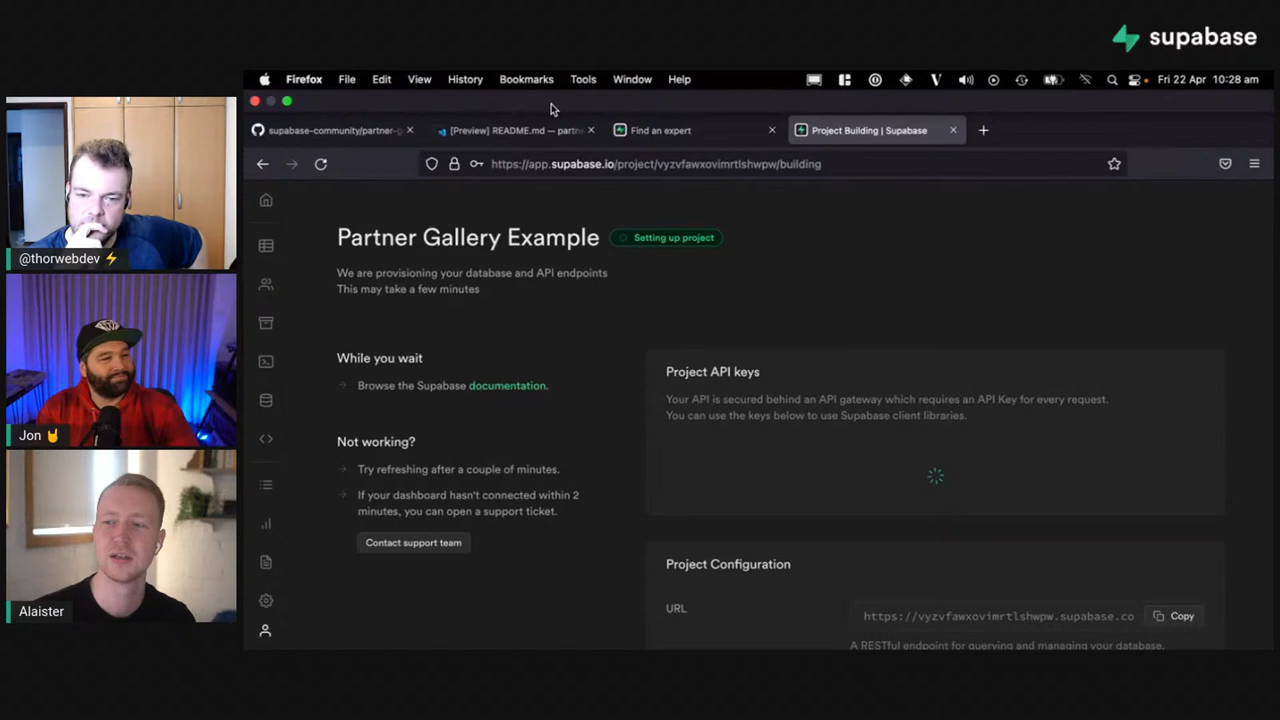 supabase
Firefox File Edit View History Bookmarks Tools Window Help
Fri 22 Apr 10:28 am
supabase-community/partner-g
[Preview] README.md — partne
Find an expert
Project Building | Supabase
https://app.supabase.io/project/vyzvfawxovimrtlshwpw/building
@thorwebdev ⚡
Jon 🤘
Alaister
Partner Gallery Example
Setting up project
We are provisioning your database and API endpoints
This may take a few minutes
While you wait
Browse the Supabase documentation.
Not working?
Try refreshing after a couple of minutes.
If your dashboard hasn't connected within 2
minutes, you can open a support ticket.
Contact support team
Project API keys
Your API is secured behind an API gateway which requires an API Key for every request.
You can use the keys below to use Supabase client libraries.
Project Configuration
URL
https://vyzvfawxovimrtlshwpw.supabase.co
Copy
A RESTful endpoint for querying and managing your database.